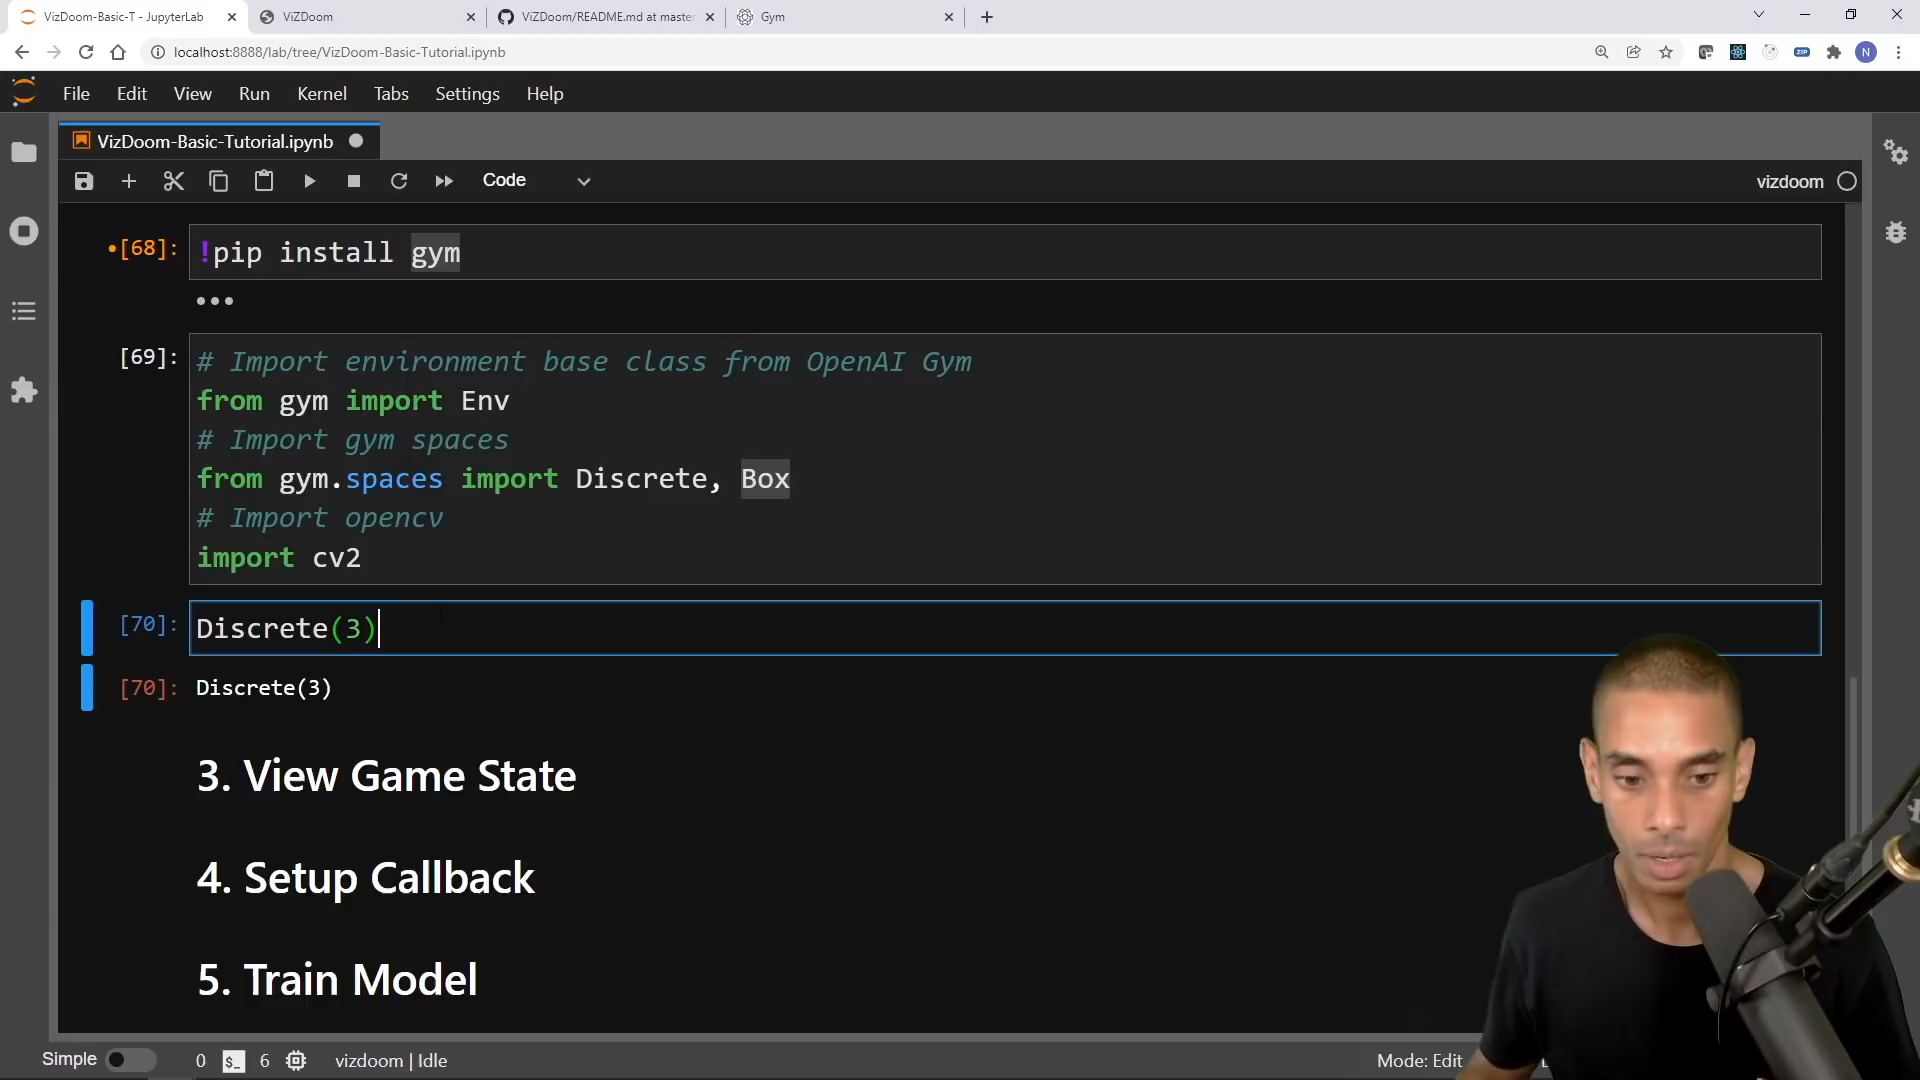 VizDoom-Basic-T - JupyterLab
ViZDoom
ViZDoom/README.md at master
Gym
localhost:8888/lab/tree/VizDoom-Basic-Tutorial.ipynb
ZIP
N
File Edit View Run Kernel Tabs Settings Help
VizDoom-Basic-Tutorial.ipynb
Code
vizdoom
•[68]: !pip install gym
•••
[69]: # Import environment base class from OpenAI Gym
from gym import Env
# Import gym spaces
from gym.spaces import Discrete, Box
# Import opencv
import cv2
[70]: Discrete(3)
[70]: Discrete(3)
3. View Game State
4. Setup Callback
5. Train Model
Simple 0 $_ 6 vizdoom | Idle Mode: Edit